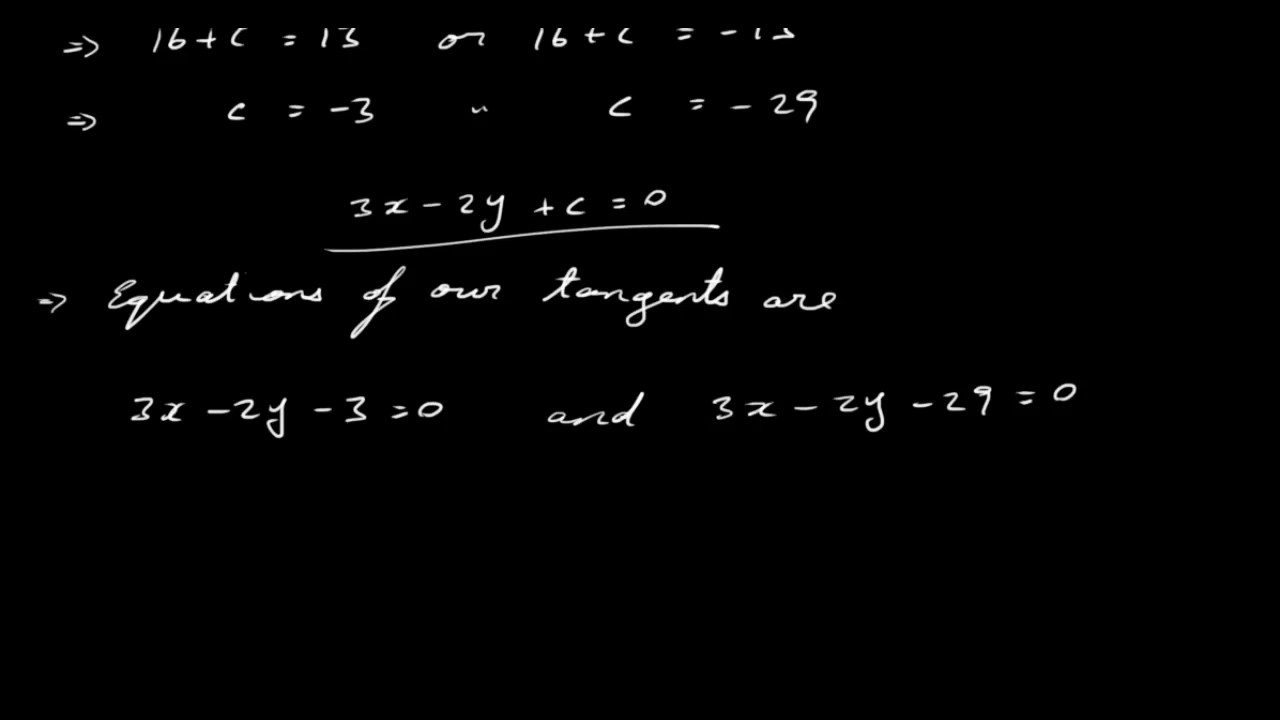 => 16 + c = 13 or 16 + c = -13
=> c = -3 " c = -29
3x - 2y + c = 0
=> Equations of our tangents are
3x - 2y - 3 = 0 and 3x - 2y - 29 = 0